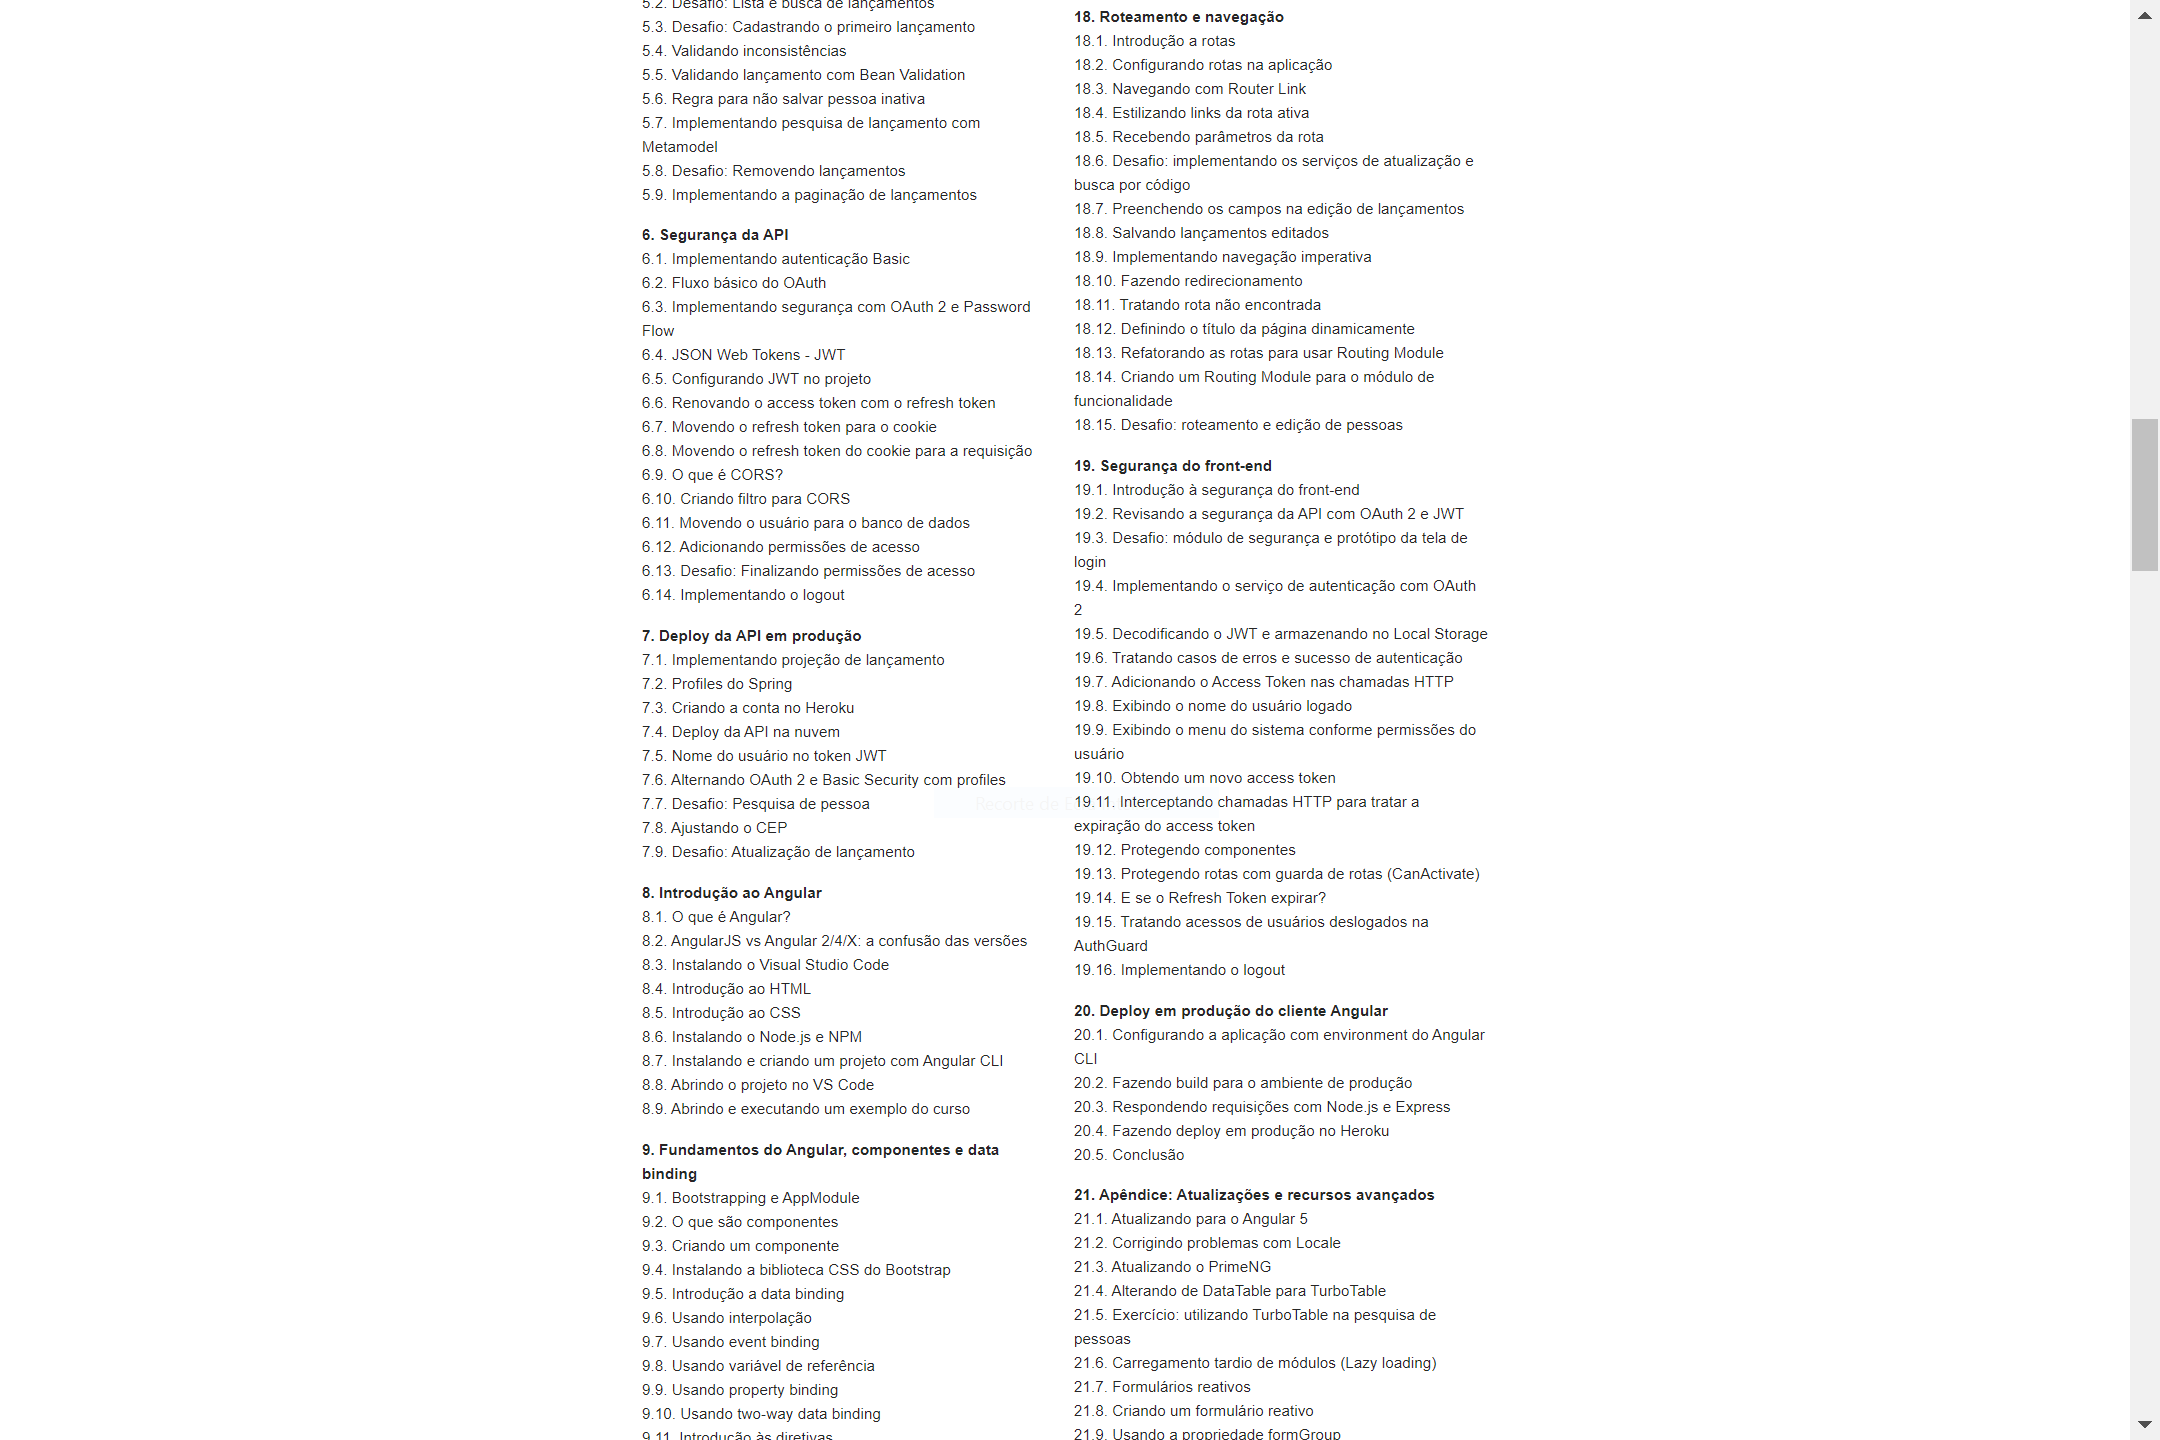 5.2. Desafio: Lista e busca de lançamentos
5.3. Desafio: Cadastrando o primeiro lançamento
5.4. Validando inconsistências
5.5. Validando lançamento com Bean Validation
5.6. Regra para não salvar pessoa inativa
5.7. Implementando pesquisa de lançamento com
Metamodel
5.8. Desafio: Removendo lançamentos
5.9. Implementando a paginação de lançamentos
6. Segurança da API
6.1. Implementando autenticação Basic
6.2. Fluxo básico do OAuth
6.3. Implementando segurança com OAuth 2 e Password
Flow
6.4. JSON Web Tokens - JWT
6.5. Configurando JWT no projeto
6.6. Renovando o access token com o refresh token
6.7. Movendo o refresh token para o cookie
6.8. Movendo o refresh token do cookie para a requisição
6.9. O que é CORS?
6.10. Criando filtro para CORS
6.11. Movendo o usuário para o banco de dados
6.12. Adicionando permissões de acesso
6.13. Desafio: Finalizando permissões de acesso
6.14. Implementando o logout
7. Deploy da API em produção
7.1. Implementando projeção de lançamento
7.2. Profiles do Spring
7.3. Criando a conta no Heroku
7.4. Deploy da API na nuvem
7.5. Nome do usuário no token JWT
7.6. Alternando OAuth 2 e Basic Security com profiles
7.7. Desafio: Pesquisa de pessoa
7.8. Ajustando o CEP
7.9. Desafio: Atualização de lançamento
8. Introdução ao Angular
8.1. O que é Angular?
8.2. AngularJS vs Angular 2/4/X: a confusão das versões
8.3. Instalando o Visual Studio Code
8.4. Introdução ao HTML
8.5. Introdução ao CSS
8.6. Instalando o Node.js e NPM
8.7. Instalando e criando um projeto com Angular CLI
8.8. Abrindo o projeto no VS Code
8.9. Abrindo e executando um exemplo do curso
9. Fundamentos do Angular, componentes e data
binding
9.1. Bootstrapping e AppModule
9.2. O que são componentes
9.3. Criando um componente
9.4. Instalando a biblioteca CSS do Bootstrap
9.5. Introdução a data binding
9.6. Usando interpolação
9.7. Usando event binding
9.8. Usando variável de referência
9.9. Usando property binding
9.10. Usando two-way data binding
9.11. Introdução às diretivas
18. Roteamento e navegação
18.1. Introdução a rotas
18.2. Configurando rotas na aplicação
18.3. Navegando com Router Link
18.4. Estilizando links da rota ativa
18.5. Recebendo parâmetros da rota
18.6. Desafio: implementando os serviços de atualização e
busca por código
18.7. Preenchendo os campos na edição de lançamentos
18.8. Salvando lançamentos editados
18.9. Implementando navegação imperativa
18.10. Fazendo redirecionamento
18.11. Tratando rota não encontrada
18.12. Definindo o título da página dinamicamente
18.13. Refatorando as rotas para usar Routing Module
18.14. Criando um Routing Module para o módulo de
funcionalidade
18.15. Desafio: roteamento e edição de pessoas
19. Segurança do front-end
19.1. Introdução à segurança do front-end
19.2. Revisando a segurança da API com OAuth 2 e JWT
19.3. Desafio: módulo de segurança e protótipo da tela de
login
19.4. Implementando o serviço de autenticação com OAuth
2
19.5. Decodificando o JWT e armazenando no Local Storage
19.6. Tratando casos de erros e sucesso de autenticação
19.7. Adicionando o Access Token nas chamadas HTTP
19.8. Exibindo o nome do usuário logado
19.9. Exibindo o menu do sistema conforme permissões do
usuário
19.10. Obtendo um novo access token
19.11. Interceptando chamadas HTTP para tratar a
expiração do access token
19.12. Protegendo componentes
19.13. Protegendo rotas com guarda de rotas (CanActivate)
19.14. E se o Refresh Token expirar?
19.15. Tratando acessos de usuários deslogados na
AuthGuard
19.16. Implementando o logout
20. Deploy em produção do cliente Angular
20.1. Configurando a aplicação com environment do Angular
CLI
20.2. Fazendo build para o ambiente de produção
20.3. Respondendo requisições com Node.js e Express
20.4. Fazendo deploy em produção no Heroku
20.5. Conclusão
21. Apêndice: Atualizações e recursos avançados
21.1. Atualizando para o Angular 5
21.2. Corrigindo problemas com Locale
21.3. Atualizando o PrimeNG
21.4. Alterando de DataTable para TurboTable
21.5. Exercício: utilizando TurboTable na pesquisa de
pessoas
21.6. Carregamento tardio de módulos (Lazy loading)
21.7. Formulários reativos
21.8. Criando um formulário reativo
21.9. Usando a propriedade formGroup
Recorte de